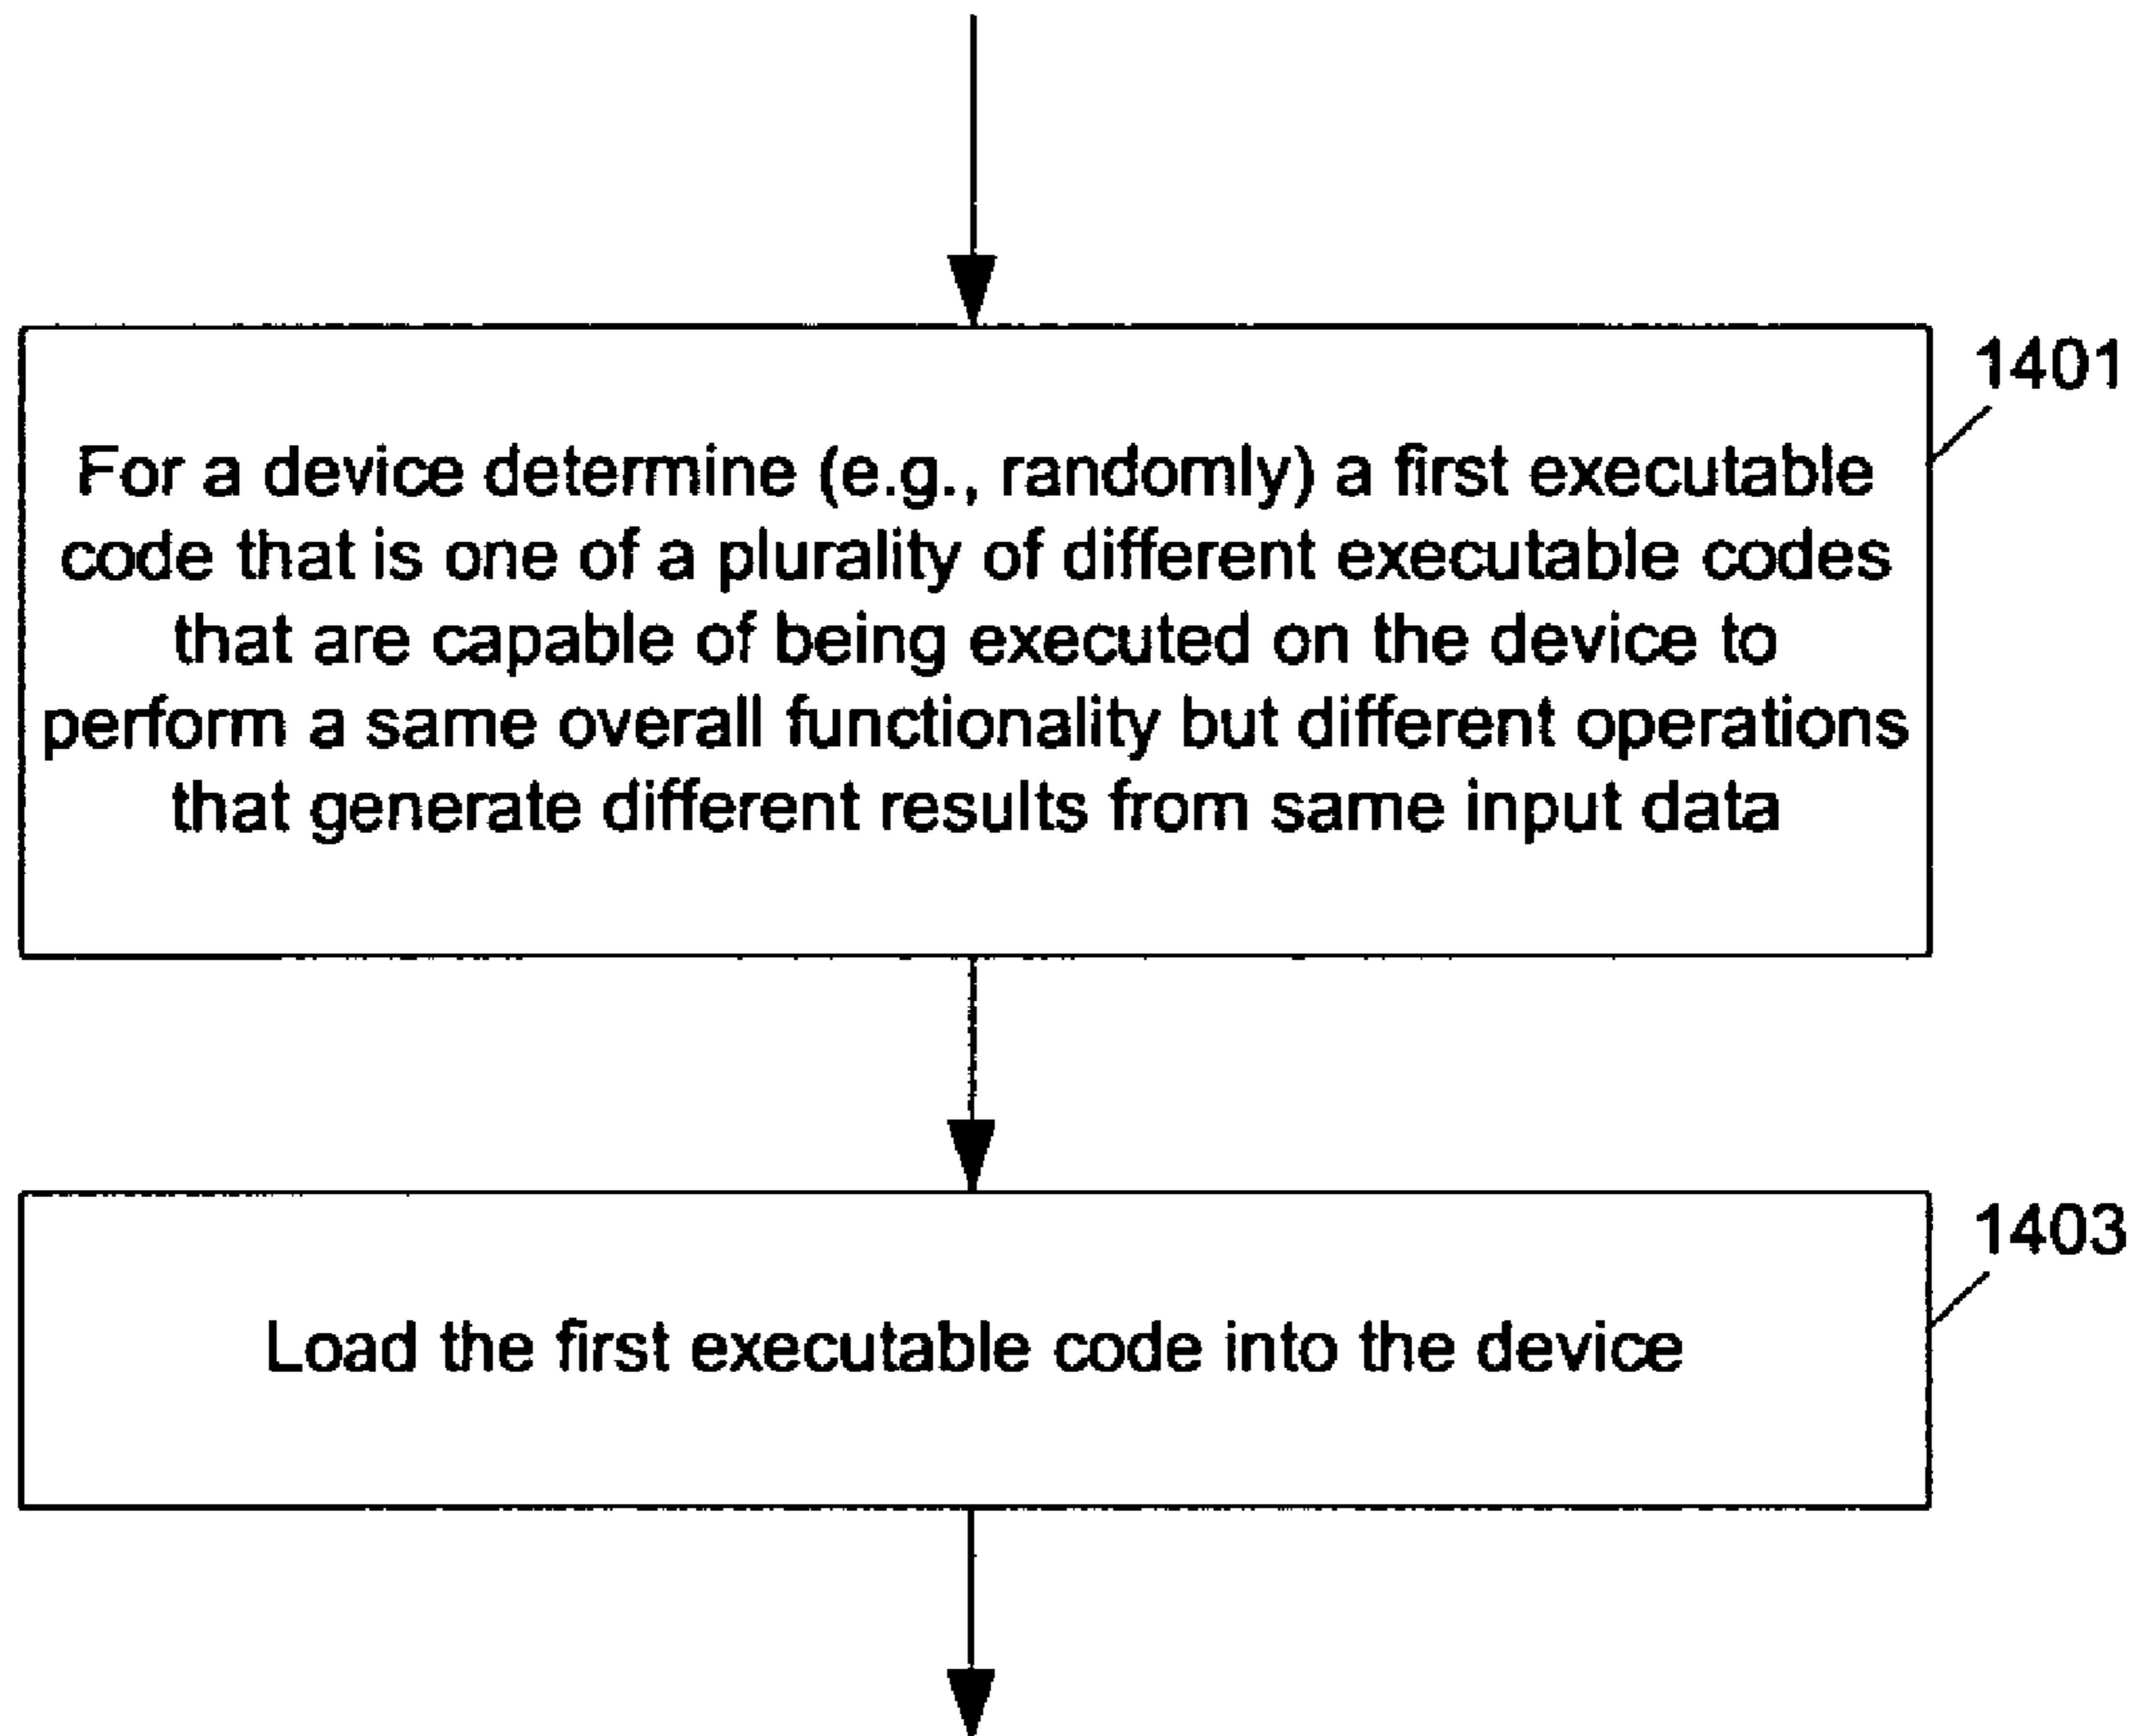 1401
For a device determine (e.g., randomly) a first executable
code that is one of a plurality of different executable codes
that are capable of being executed on the device to
perform a same overall functionality but different operations
that generate different results from same input data
1403
Load the first executable code into the device